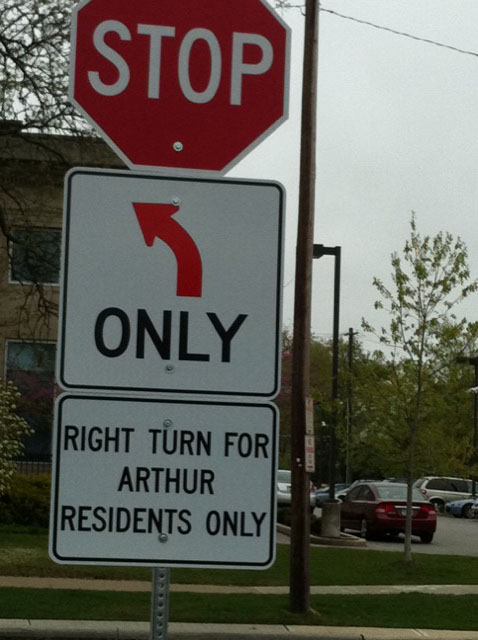 STOP
ONLY
RIGHT TURN FOR
ARTHUR
RESIDENTS ONLY